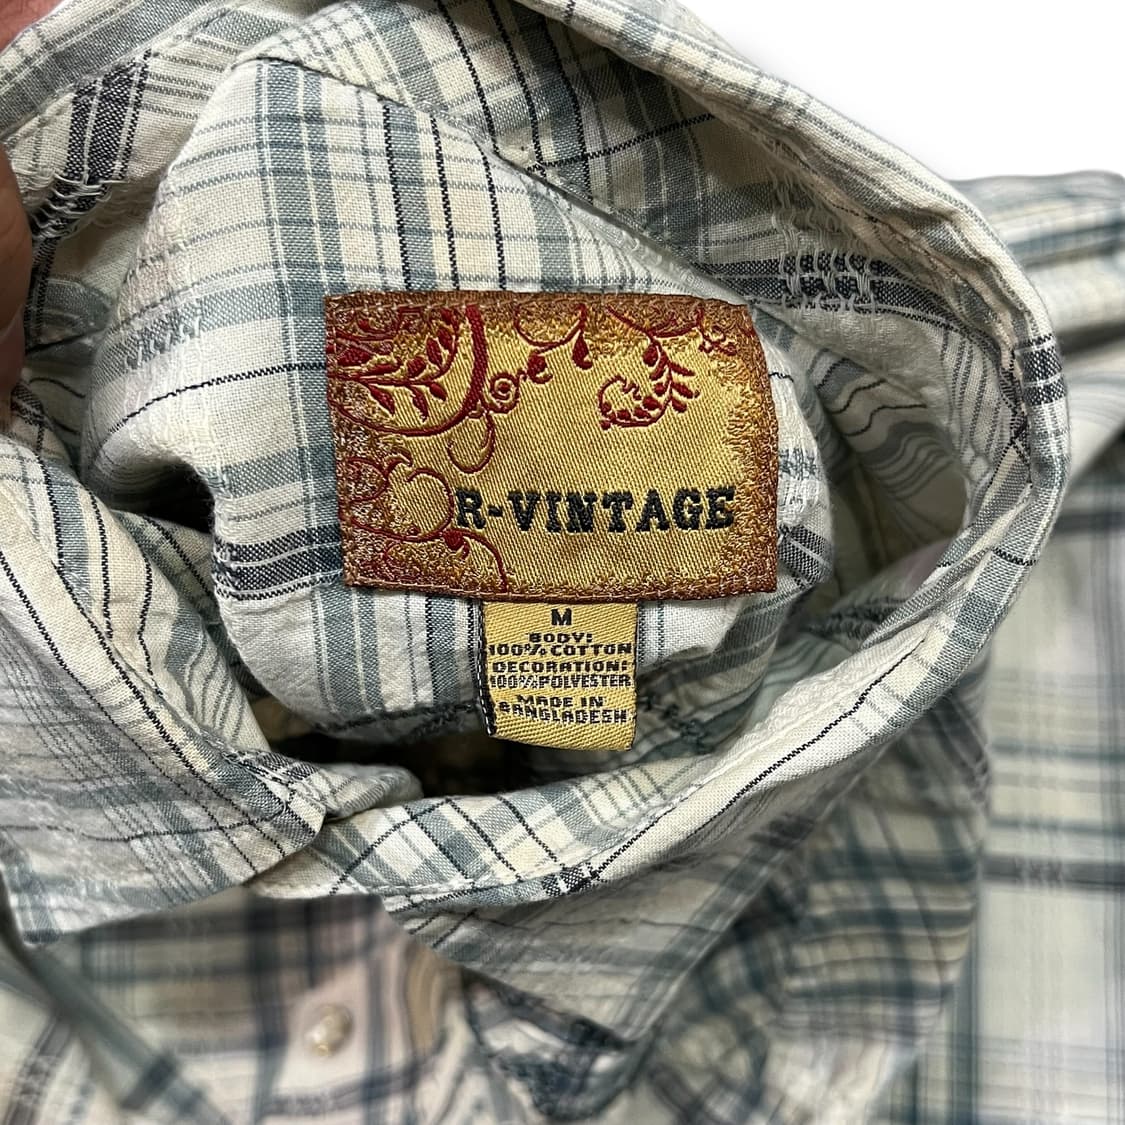 R-VINTAGE
M
BODY:
100%COTTON
DECORATION:
100%POLYESTER
MADE IN
BANGLADESH